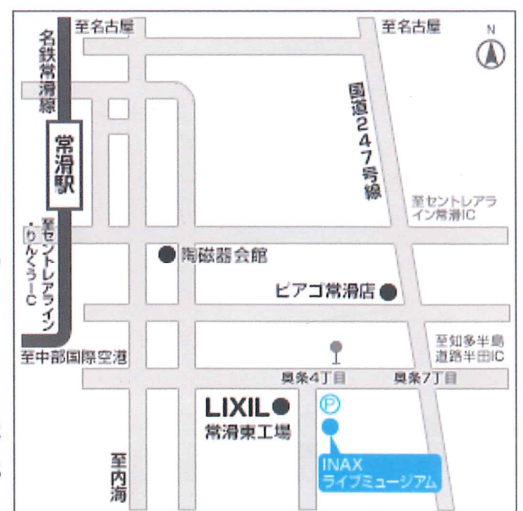 至名古屋
至名古屋
N
名鉄常滑線
国道247号線
常滑駅
至セントレアラ
イン常滑IC
至セントレアライン
・りんくうIC
陶磁器会館
ピアゴ常滑店
至中部国際空港
至知多半島
道路半田IC
奥条4丁目
奥条7丁目
LIXIL
常滑東工場
P
至内海
INAX
ライブミュージアム